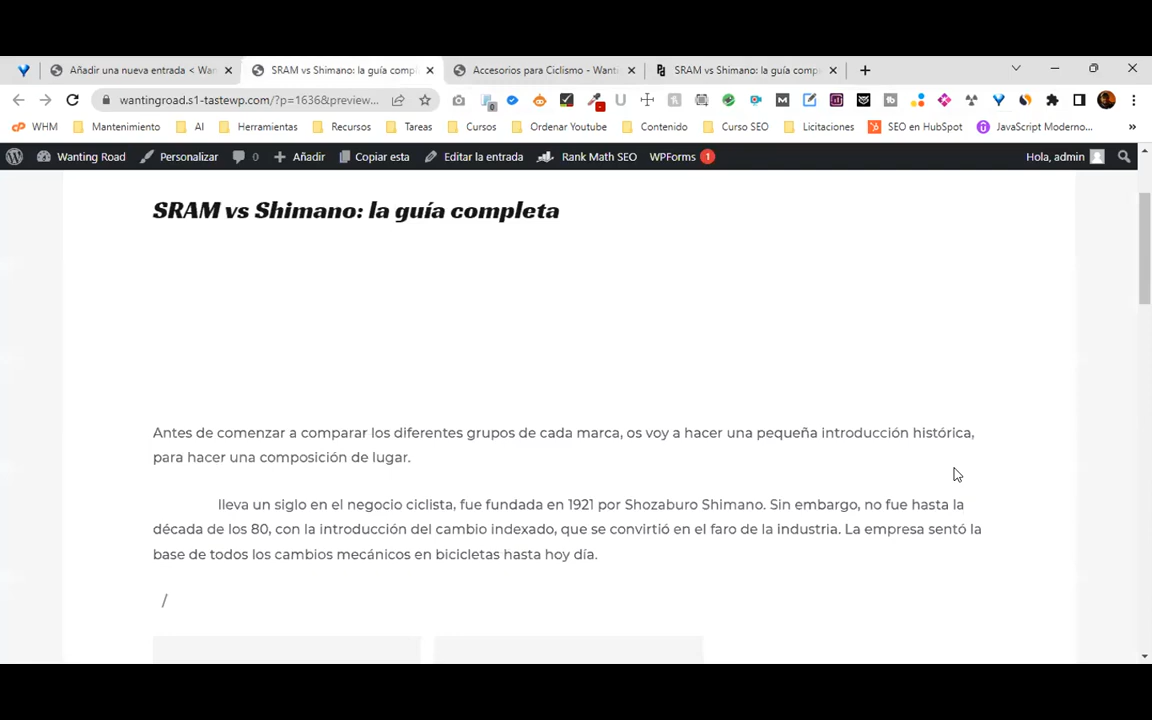 Añadir una nueva entrada < Wan
SRAM vs Shimano: la guía compl
Accesorios para Ciclismo - Want
SRAM vs Shimano: la guía comp
wantingroad.s1-tastewp.com/?p=1636&preview...
WHM
Mantenimiento
AI
Herramientas
Recursos
Tareas
Cursos
Ordenar Youtube
Contenido
Curso SEO
Licitaciones
SEO en HubSpot
JavaScript Moderno...
»
Wanting Road
Personalizar
0
Añadir
Copiar esta
Editar la entrada
Rank Math SEO
WPForms 1
Hola, admin
SRAM vs Shimano: la guía completa
Antes de comenzar a comparar los diferentes grupos de cada marca, os voy a hacer una pequeña introducción histórica,
para hacer una composición de lugar.
lleva un siglo en el negocio ciclista, fue fundada en 1921 por Shozaburo Shimano. Sin embargo, no fue hasta la
década de los 80, con la introducción del cambio indexado, que se convirtió en el faro de la industria. La empresa sentó la
base de todos los cambios mecánicos en bicicletas hasta hoy día.
/